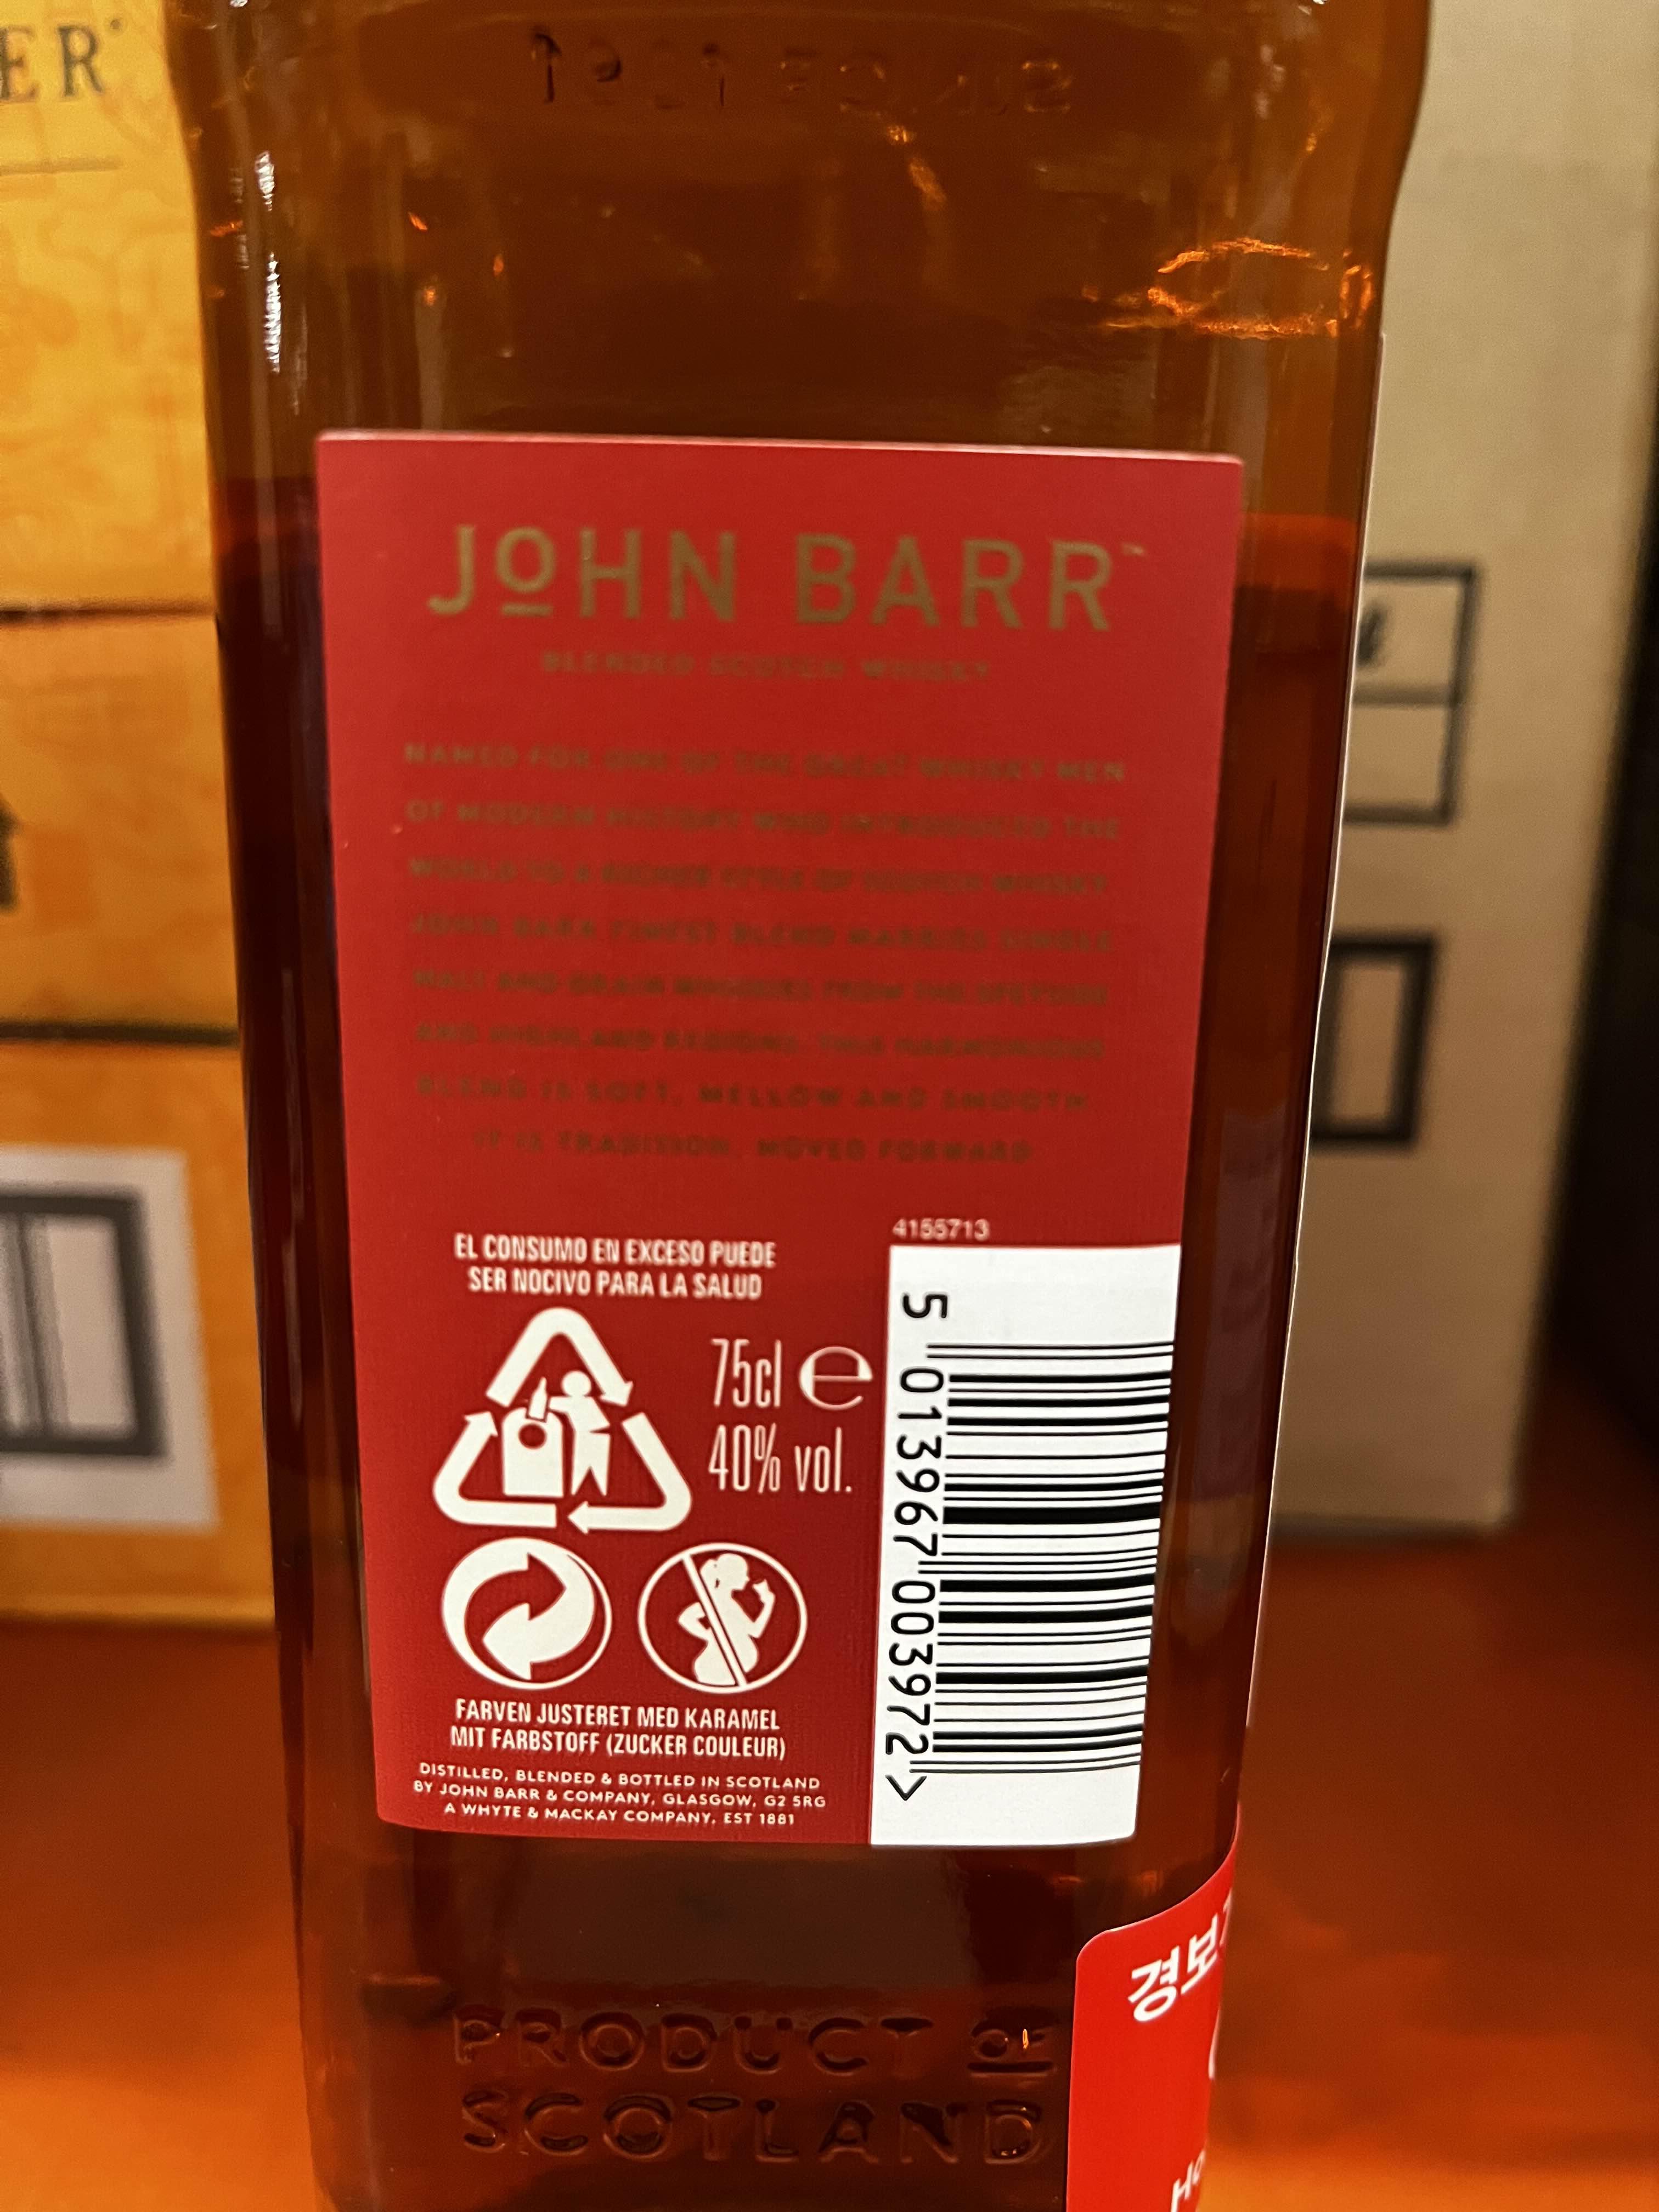 ER
SINCE
JOHN BARR™
BLENDED SCOTCH WHISKY
NAMED FOR ONE OF THE GREAT WHISKY MEN
OF MODERN HISTORY WHO INTRODUCED THE
WORLD TO A RICHER STYLE OF SCOTCH WHISKY.
JOHN BARR FINEST BLEND MARRIES SINGLE
MALT AND GRAIN WHISKIES FROM THE SPEYSIDE
AND HIGHLAND REGIONS. THIS HARMONIOUS
BLEND IS SOFT, MELLOW AND SMOOTH.
IT IS TRADITION, MOVED FORWARD
4155713
EL CONSUMO EN EXCESO PUEDE
SER NOCIVO PARA LA SALUD
75cl e
40% vol.
5 013967 003972 >
FARVEN JUSTERET MED KARAMEL
MIT FARBSTOFF (ZUCKER COULEUR)
DISTILLED, BLENDED & BOTTLED IN SCOTLAND
BY JOHN BARR & COMPANY, GLASGOW, G2 5RG
A WHYTE & MACKAY COMPANY, EST 1881
경보
PRODUCT OF
SCOTLAND